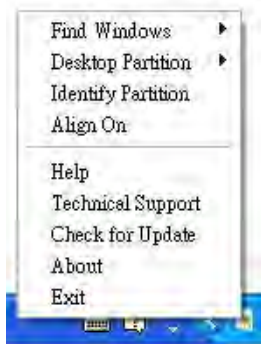 Find Windows
Desktop Partition
Identify Partition
Align On
Help
Technical Support
Check for Update
About
Exit